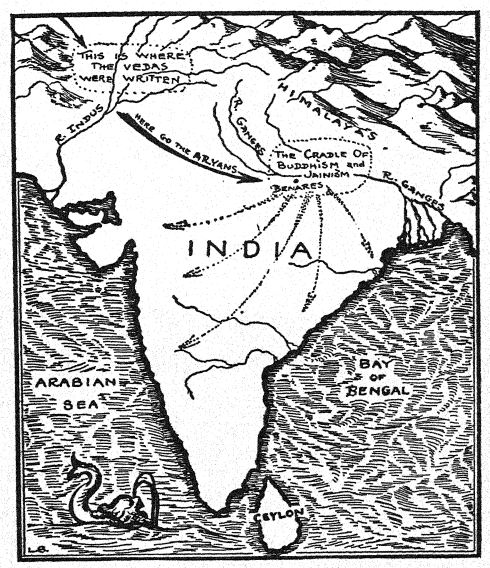 THIS IS WHERE
THE VEDAS
WERE WRITTEN
HIMALAYA'S
R. INDUS
HERE GO THE ARYANS
R. GANGES
THE CRADLE OF
BUDDHISM and
JAINISM
BENARES
R. GANGES
INDIA
ARABIAN
SEA
BAY
OF
BENGAL
CEYLON
L.B.